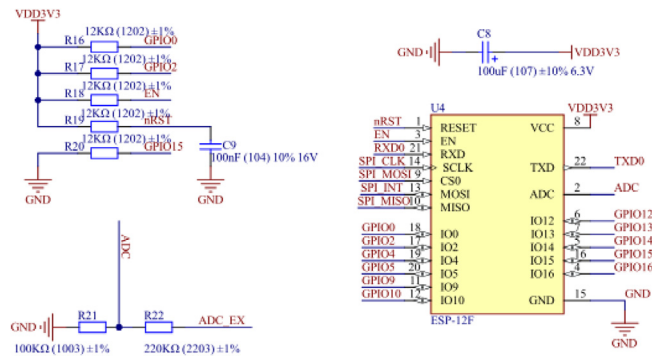 VDD3V3
12KΩ (1202) ±1%
R16 GPIO0
12KΩ (1202) ±1%
R17 GPIO2
12KΩ (1202) ±1%
R18 EN
12KΩ (1202) ±1%
R19 nRST
12KΩ (1202) ±1%
R20 GPIO15
C9
100nF (104) 10% 16V
GND
GND
C8
GND
VDD3V3
+
100uF (107) ±10% 6.3V
U4
VDD3V3
nRST 1 RESET
VCC 8
EN 3 EN
RXD0 21 RXD
SPI_CLK 14 SCLK
TXD 22 TXD0
SPI_MOSI 9 CS0
SPI_INT 13 MOSI
ADC 2 ADC
SPI_MISO 10 MISO
IO12 6 GPIO12
GPIO0 18 IO0
IO13 7 GPIO13
GPIO2 17 IO2
IO14 5 GPIO14
GPIO4 19 IO4
IO15 16 GPIO15
GPIO5 20 IO5
IO16 4 GPIO16
GPIO9 11 IO9
GPIO10 12 IO10
GND 15 GND
ESP-12F
GND
ADC
R21
R22
GND
ADC_EX
100KΩ (1003) ±1%
220KΩ (2203) ±1%